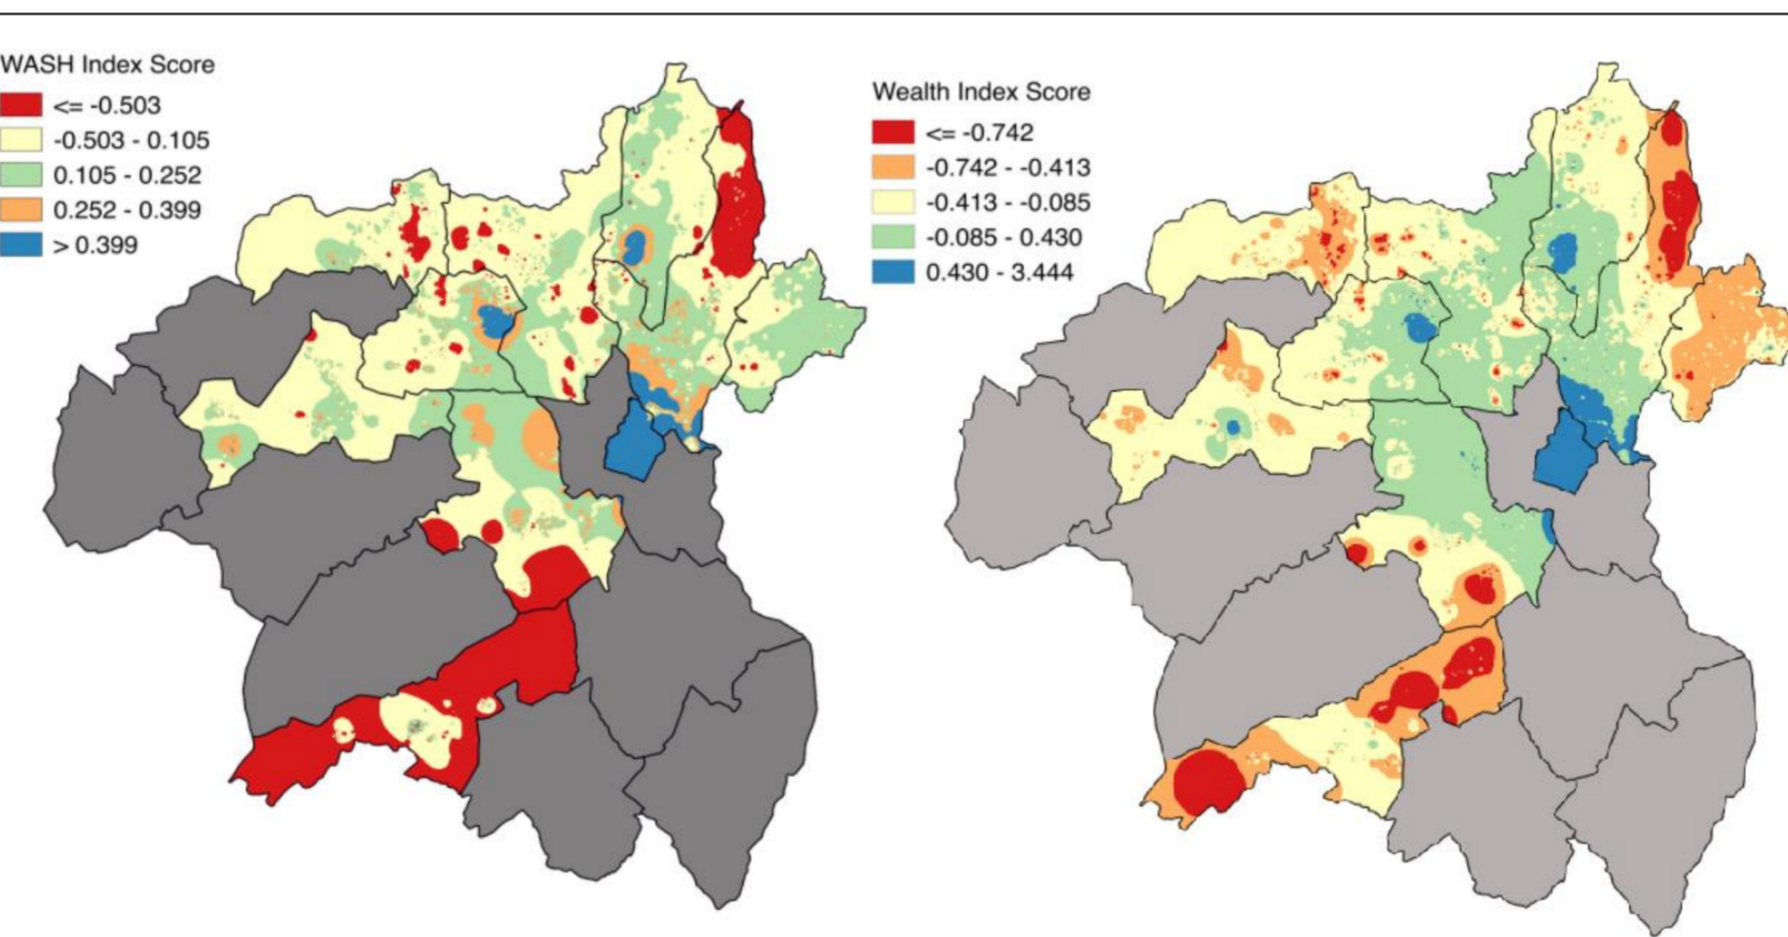 WASH Index Score
<= -0.503
-0.503 - 0.105
0.105 - 0.252
0.252 - 0.399
> 0.399
Wealth Index Score
<= -0.742
-0.742 - -0.413
-0.413 - -0.085
-0.085 - 0.430
0.430 - 3.444